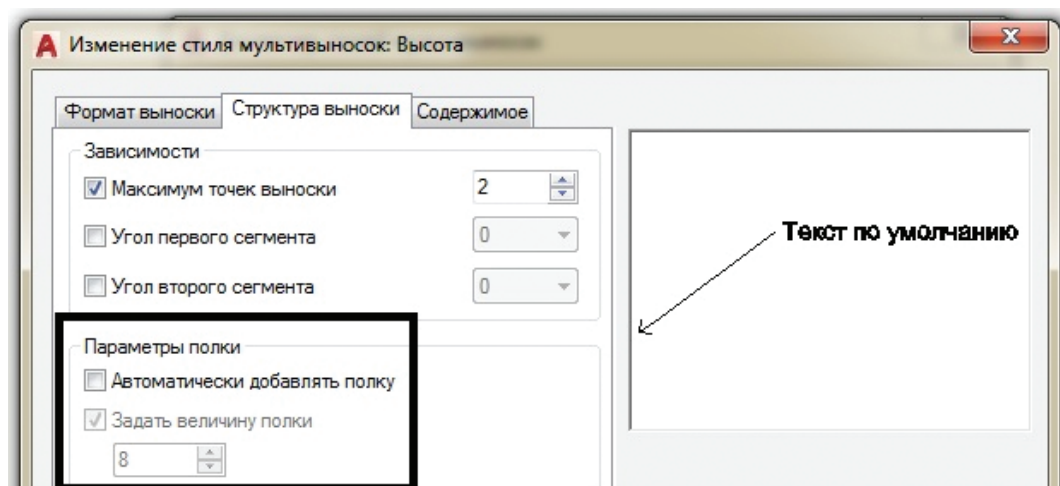 Изменение стиля мультивыносок: Высота
Формат выноски Структура выноски Содержимое
Зависимости
Максимум точек выноски 2
Угол первого сегмента 0
Угол второго сегмента 0
Параметры полки
Автоматически добавлять полку
Задать величину полки
8
Текст по умолчанию